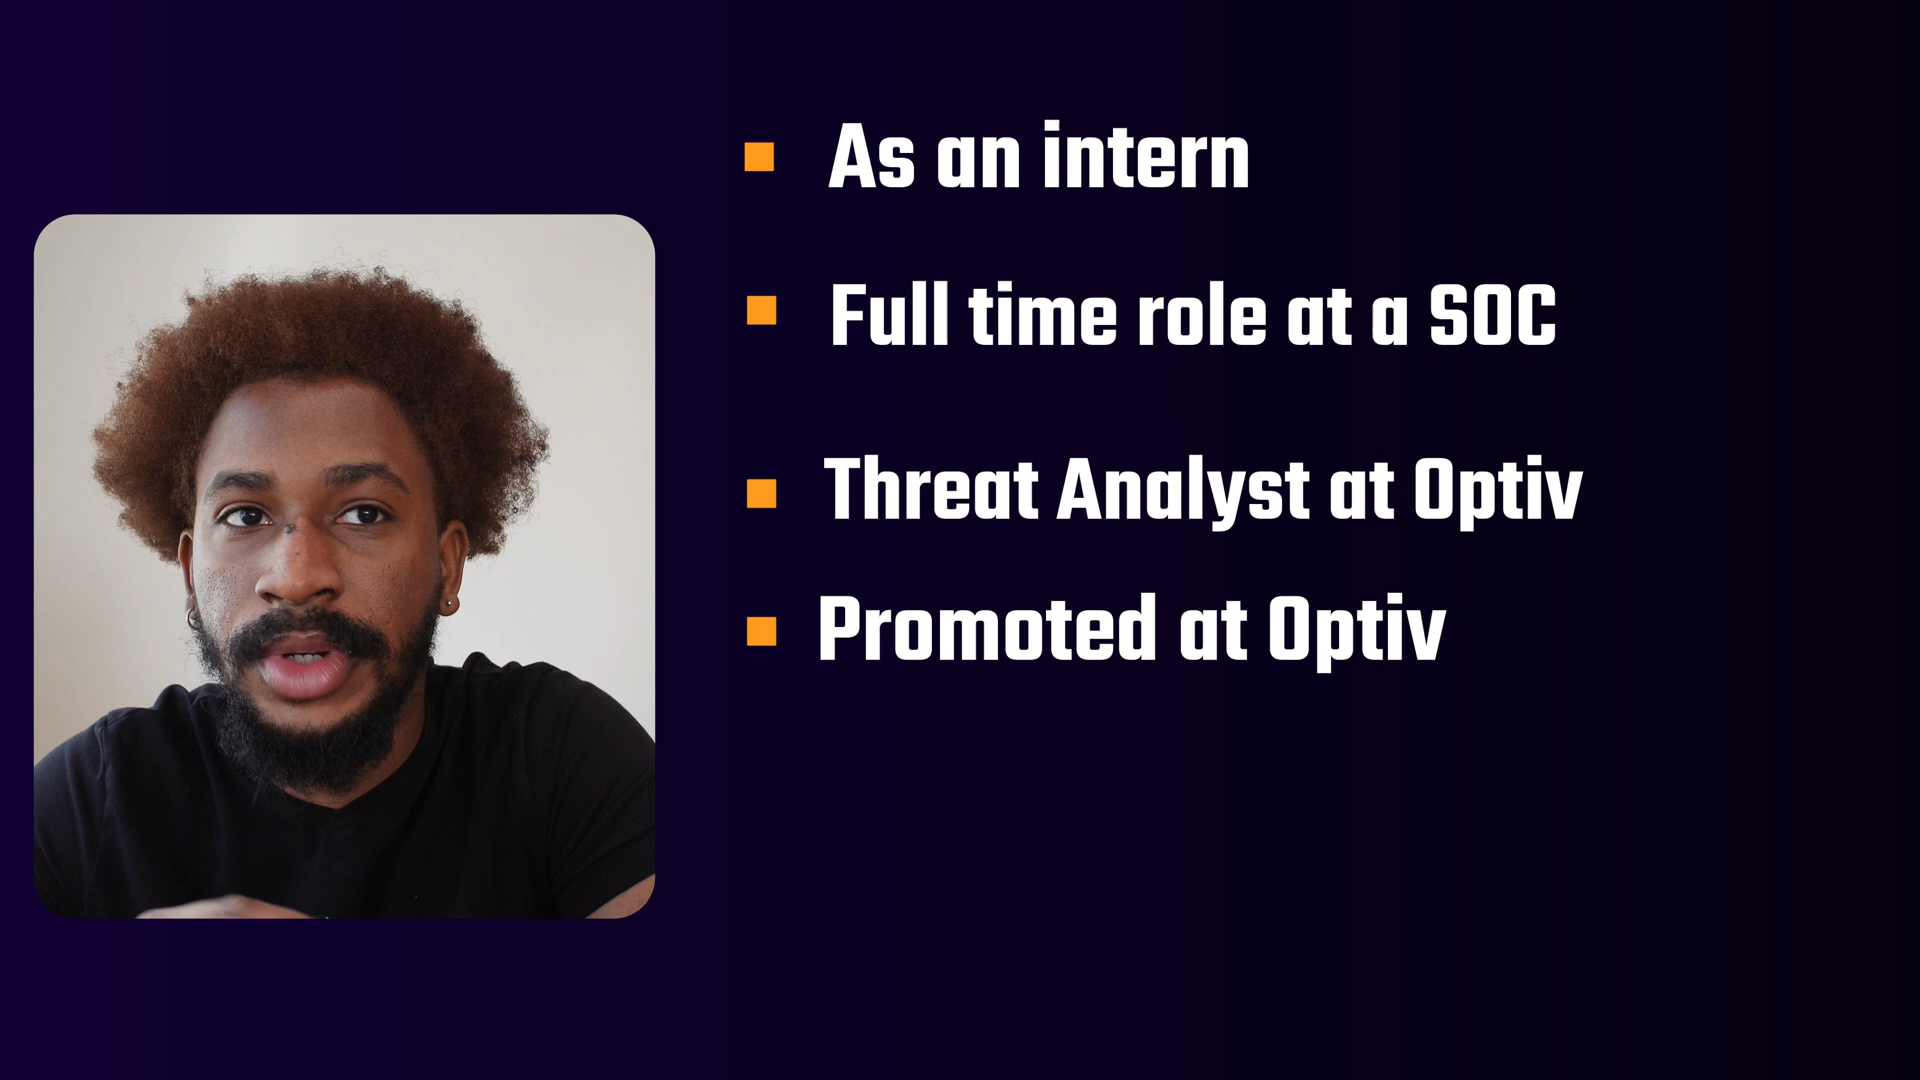 As an intern
Full time role at a SOC
Threat Analyst at Optiv
Promoted at Optiv